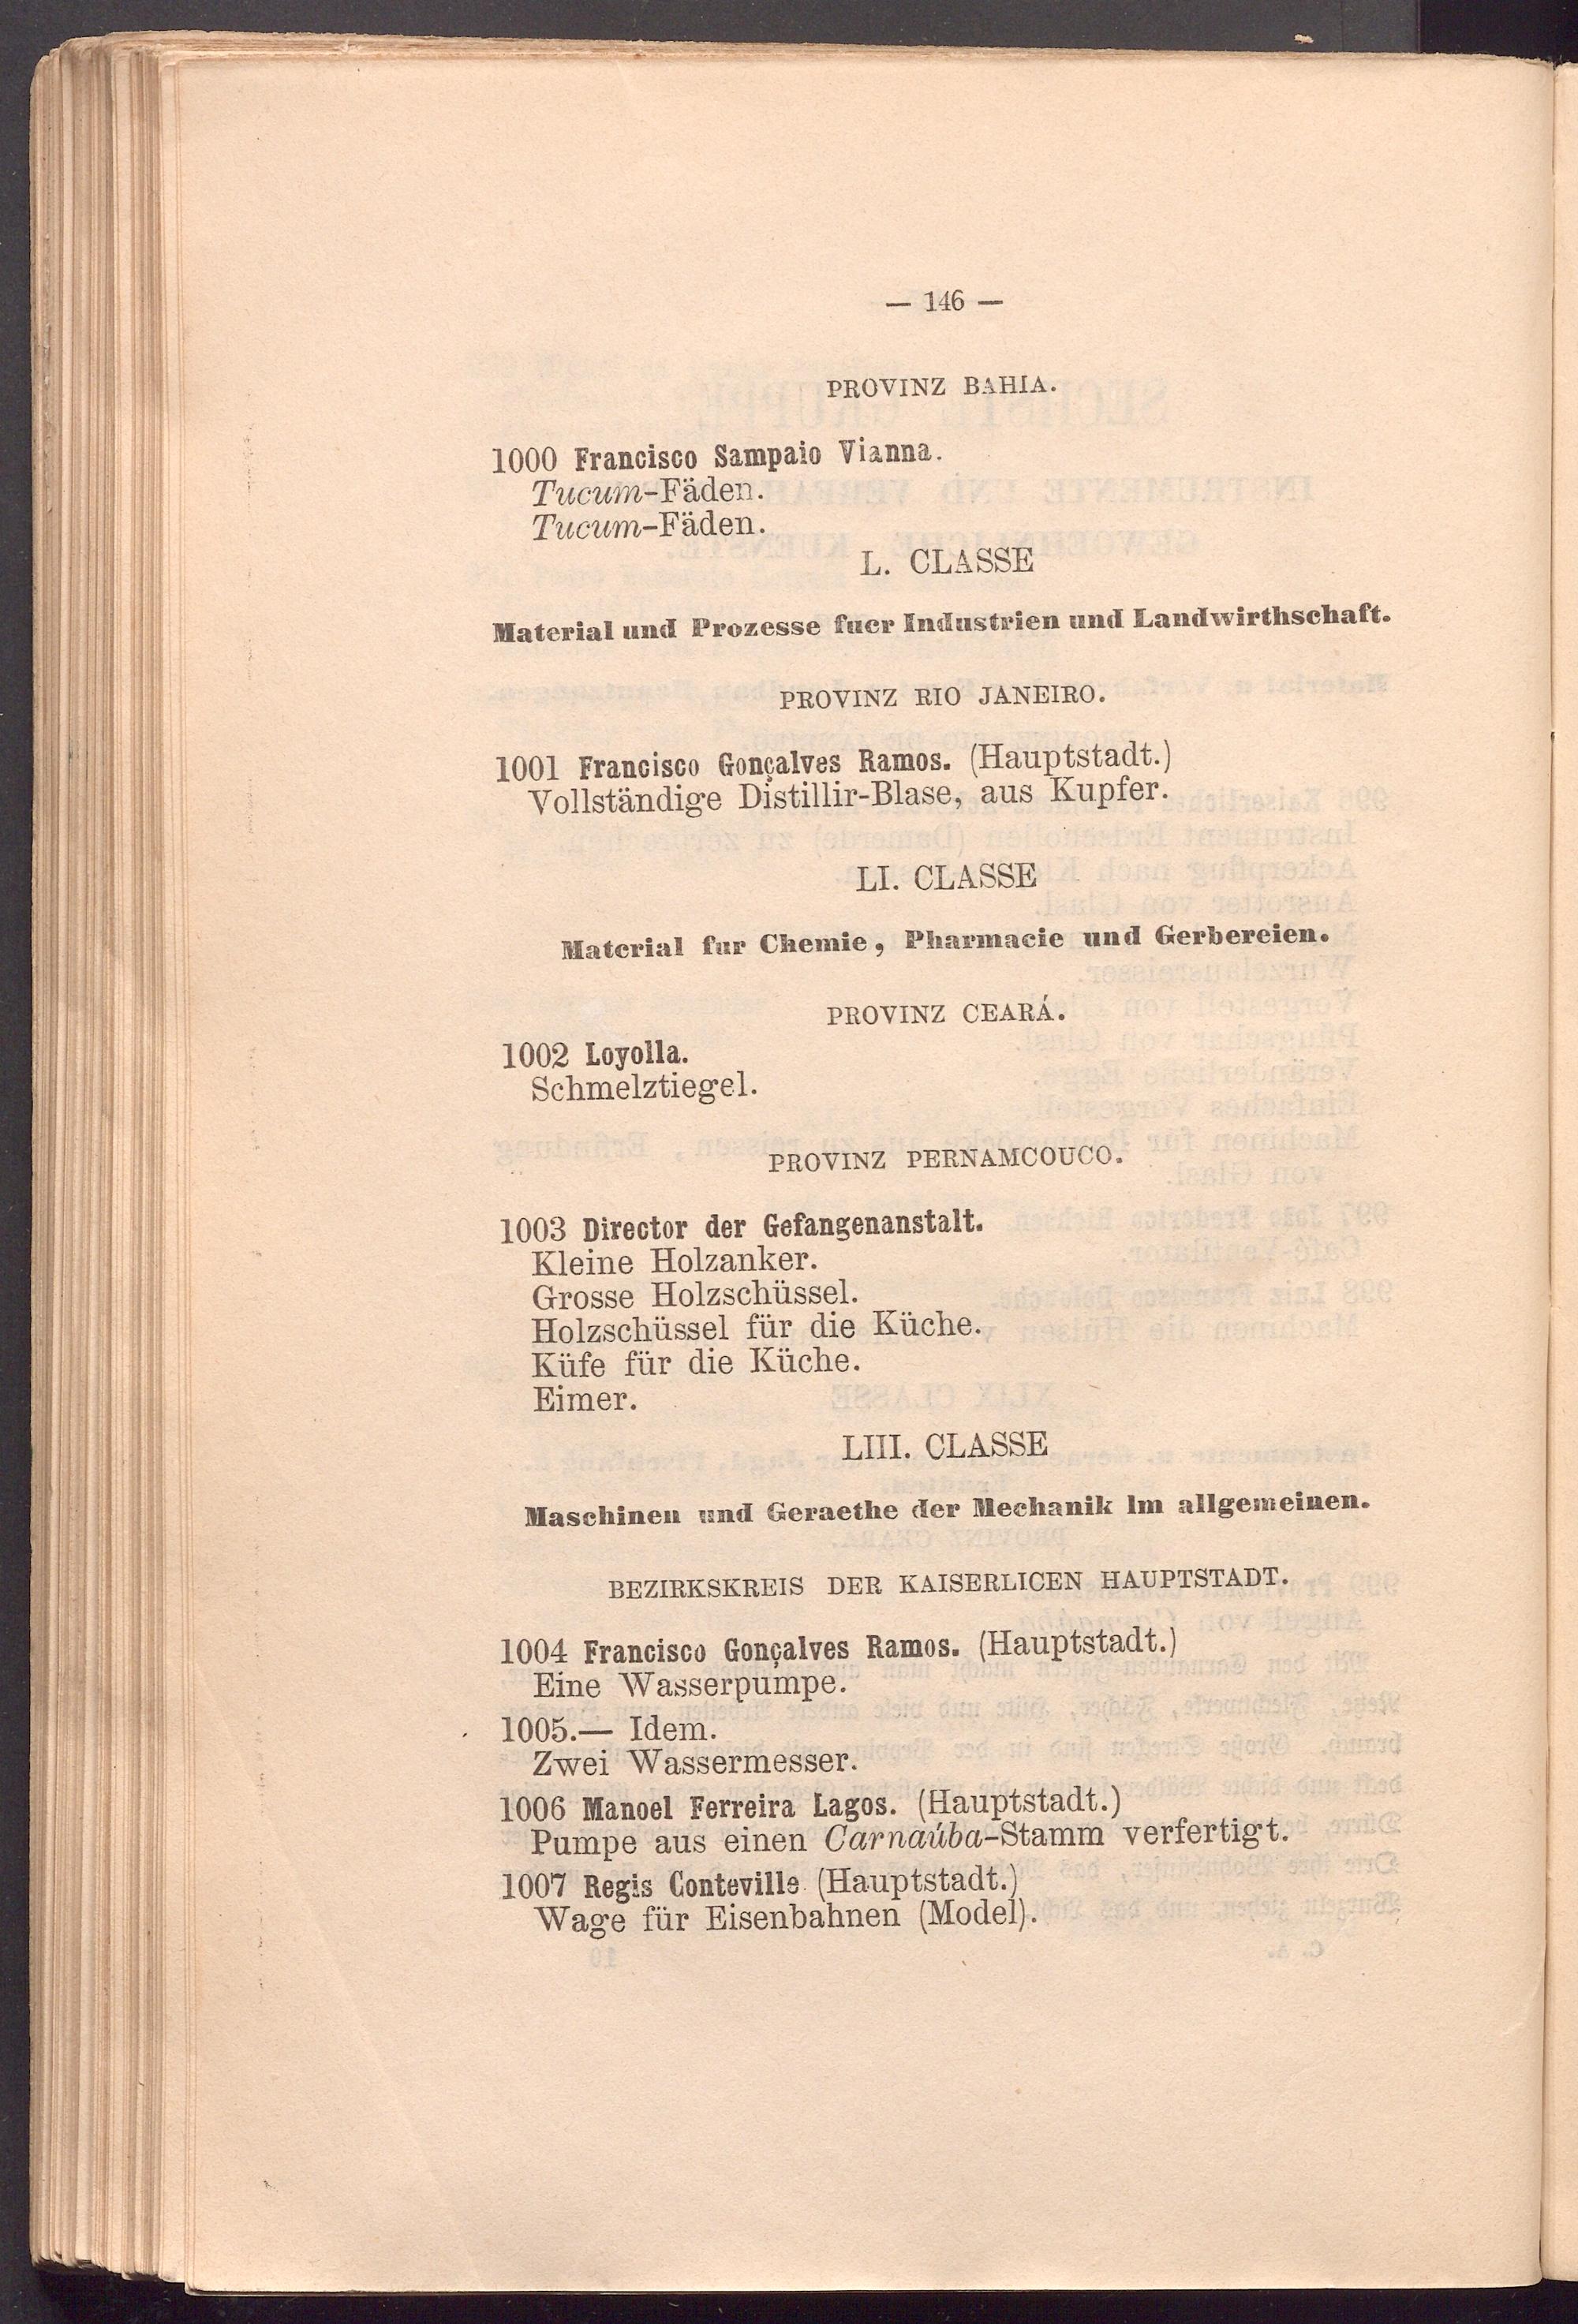 — 146 —
PROVINZ BAHIA.
1000 Francisco Sampaio Vianna.
Tucum-Fäden.
Tucum-Fäden.
L. CLASSE
Material und Prozesse fuer Industrien und Landwirthschaft.
PROVINZ RIO JANEIRO.
1001 Francisco Gonçalves Ramos. (Hauptstadt.)
Vollständige Distillir-Blase, aus Kupfer.
LI. CLASSE
Material fur Chemie, Pharmacie und Gerbereien.
PROVINZ CEARÁ.
1002 Loyolla.
Schmelztiegel.
PROVINZ PERNAMCOUCO.
1003 Director der Gefangenanstalt.
Kleine Holzanker.
Grosse Holzschüssel.
Holzschüssel für die Küche.
Küfe für die Küche.
Eimer.
LIII. CLASSE
Maschinen und Geraethe der Mechanik im allgemeinen.
BEZIRKSKREIS DER KAISERLICEN HAUPTSTADT.
1004 Francisco Gonçalves Ramos. (Hauptstadt.)
Eine Wasserpumpe.
1005.— Idem.
Zwei Wassermesser.
1006 Manoel Ferreira Lagos. (Hauptstadt.)
Pumpe aus einen Carnaúba-Stamm verfertigt.
1007 Regis Conteville (Hauptstadt.)
Wage für Eisenbahnen (Model).